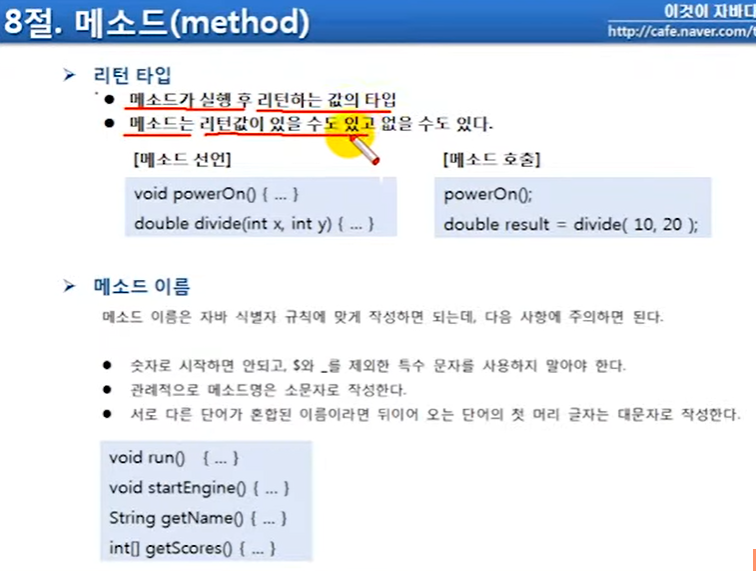 8절. 메소드(method)
이것이 자바다
http://cafe.naver.com/t
리턴 타입
메소드가 실행 후 리턴하는 값의 타입
메소드는 리턴값이 있을 수도 있고 없을 수도 있다.
[메소드 선언]
[메소드 호출]
void powerOn() { ... }
double divide(int x, int y) { ... }
powerOn();
double result = divide( 10, 20 );
메소드 이름
메소드 이름은 자바 식별자 규칙에 맞게 작성하면 되는데, 다음 사항에 주의하면 된다.
숫자로 시작하면 안되고, $와 _를 제외한 특수 문자를 사용하지 말아야 한다.
관례적으로 메소드명은 소문자로 작성한다.
서로 다른 단어가 혼합된 이름이라면 뒤이어 오는 단어의 첫 머리 글자는 대문자로 작성한다.
void run() { ... }
void startEngine() { ... }
String getName() { ... }
int[] getScores() { ... }